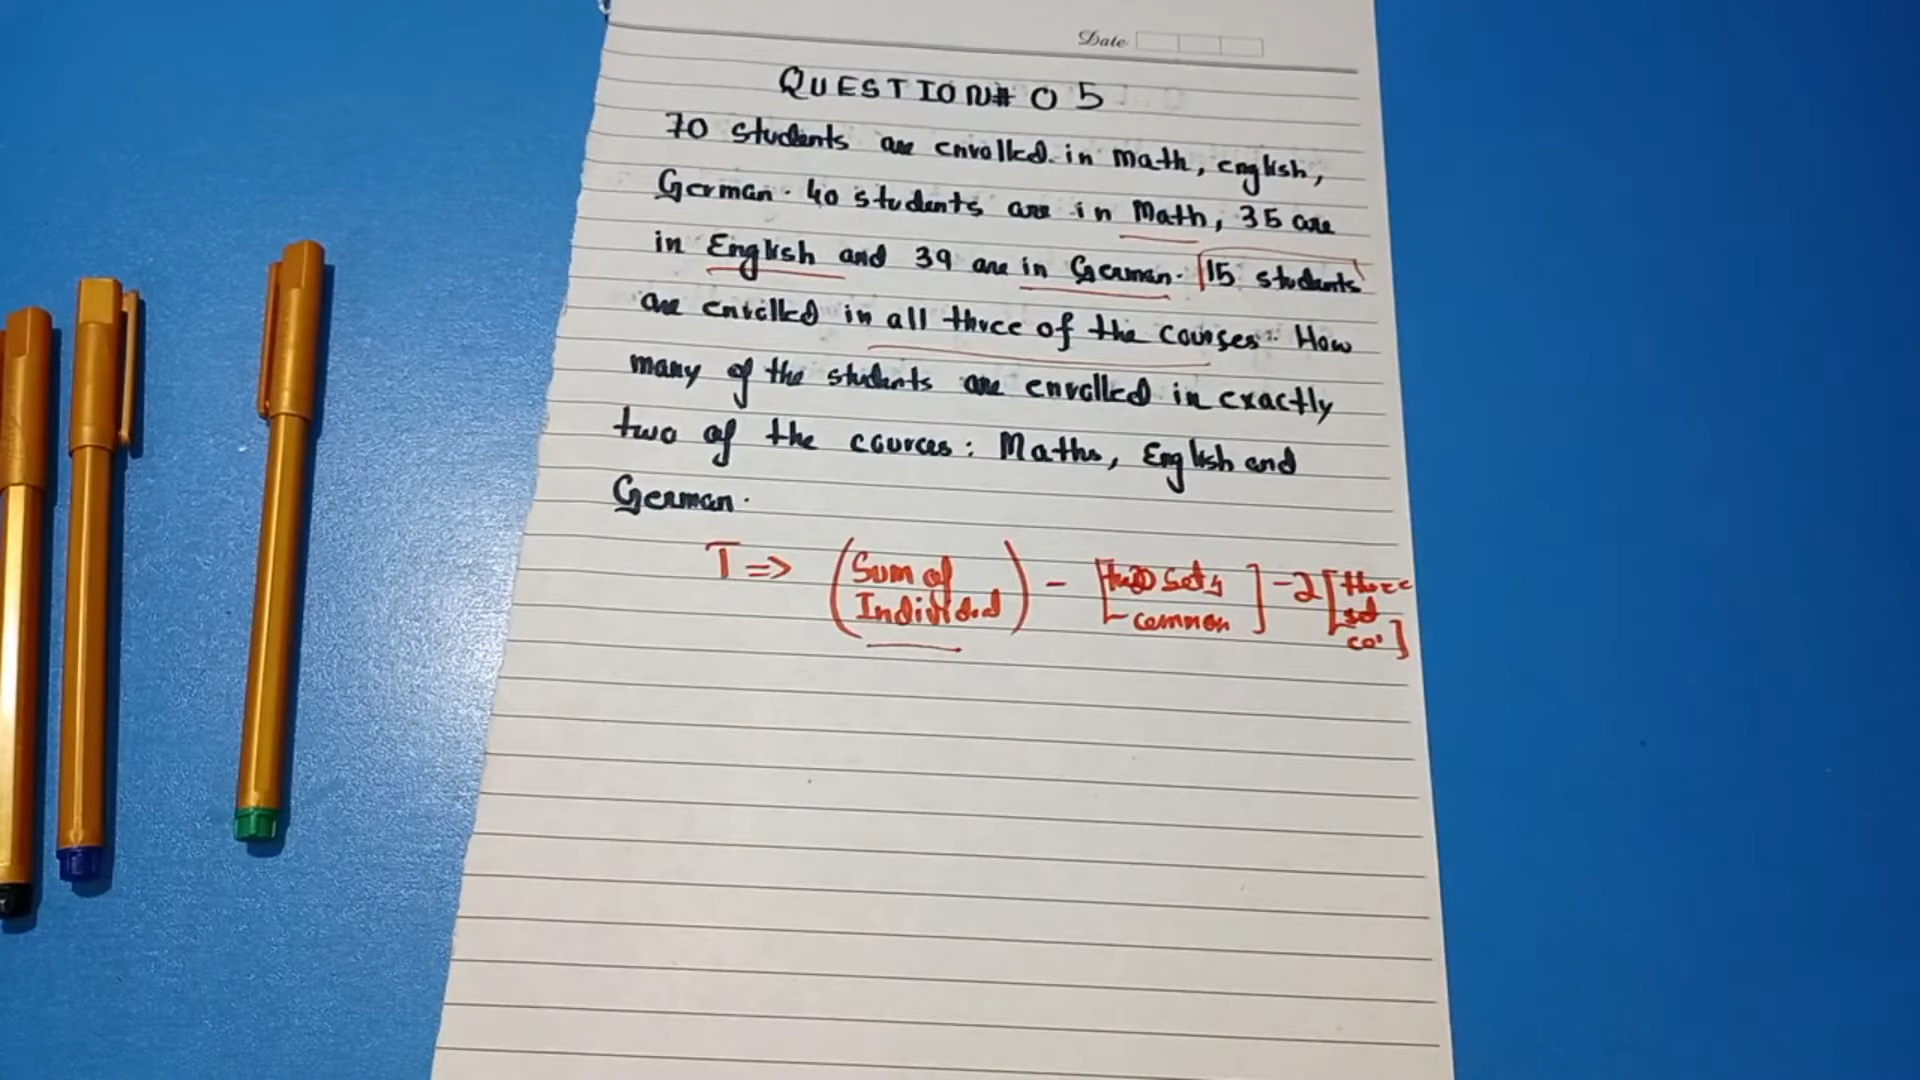 Date
QUESTION# 05
70 students are enrolled in math, english,
German. 40 students are in Math, 35 are
in English and 39 are in German. 15 students
are enrolled in all three of the courses. How
many of the students are enrolled in exactly
two of the cources: Maths, English and
German.
T => (Sum of Individual) - [two sets common] -2 [three set co.]